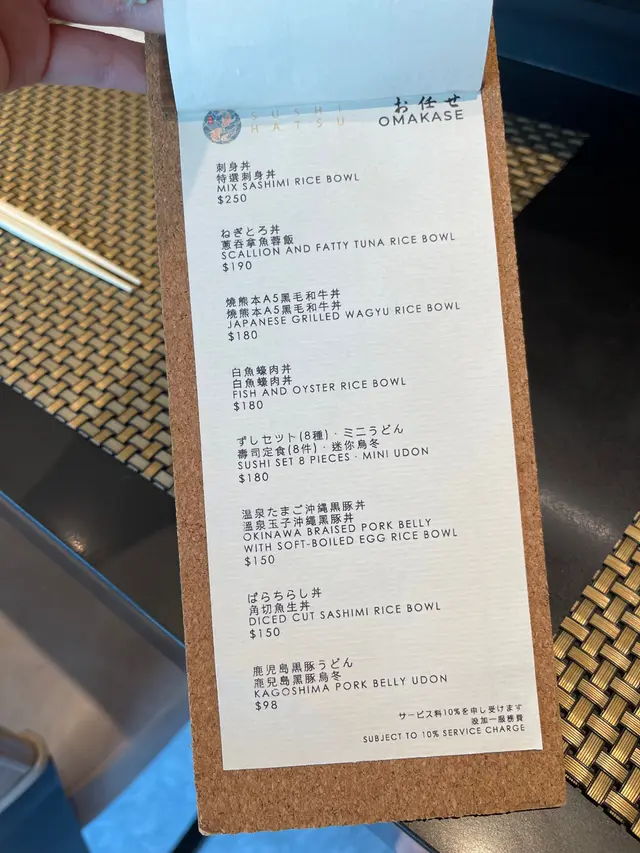 SUSHI
HATSU
お任せ
OMAKASE
刺身丼
特選刺身丼
MIX SASHIMI RICE BOWL
$250
ねぎとろ丼
蔥吞拿魚蓉飯
SCALLION AND FATTY TUNA RICE BOWL
$190
燒熊本A5黒毛和牛丼
燒熊本A5黑毛和牛丼
JAPANESE GRILLED WAGYU RICE BOWL
$180
白魚蠔肉丼
白魚蠔肉丼
FISH AND OYSTER RICE BOWL
$180
ずしセット(8種)·ミニうどん
壽司定食(8件)·迷你烏冬
SUSHI SET 8 PIECES · MINI UDON
$180
温泉たまご沖縄黒豚丼
溫泉玉子沖繩黑豚丼
OKINAWA BRAISED PORK BELLY
WITH SOFT-BOILED EGG RICE BOWL
$150
ばらちらし丼
角切魚生丼
DICED CUT SASHIMI RICE BOWL
$150
鹿児島黒豚うどん
鹿兒島黑豚烏冬
KAGOSHIMA PORK BELLY UDON
$98
サービス料10%を申し受けます
設加一服務費
SUBJECT TO 10% SERVICE CHARGE